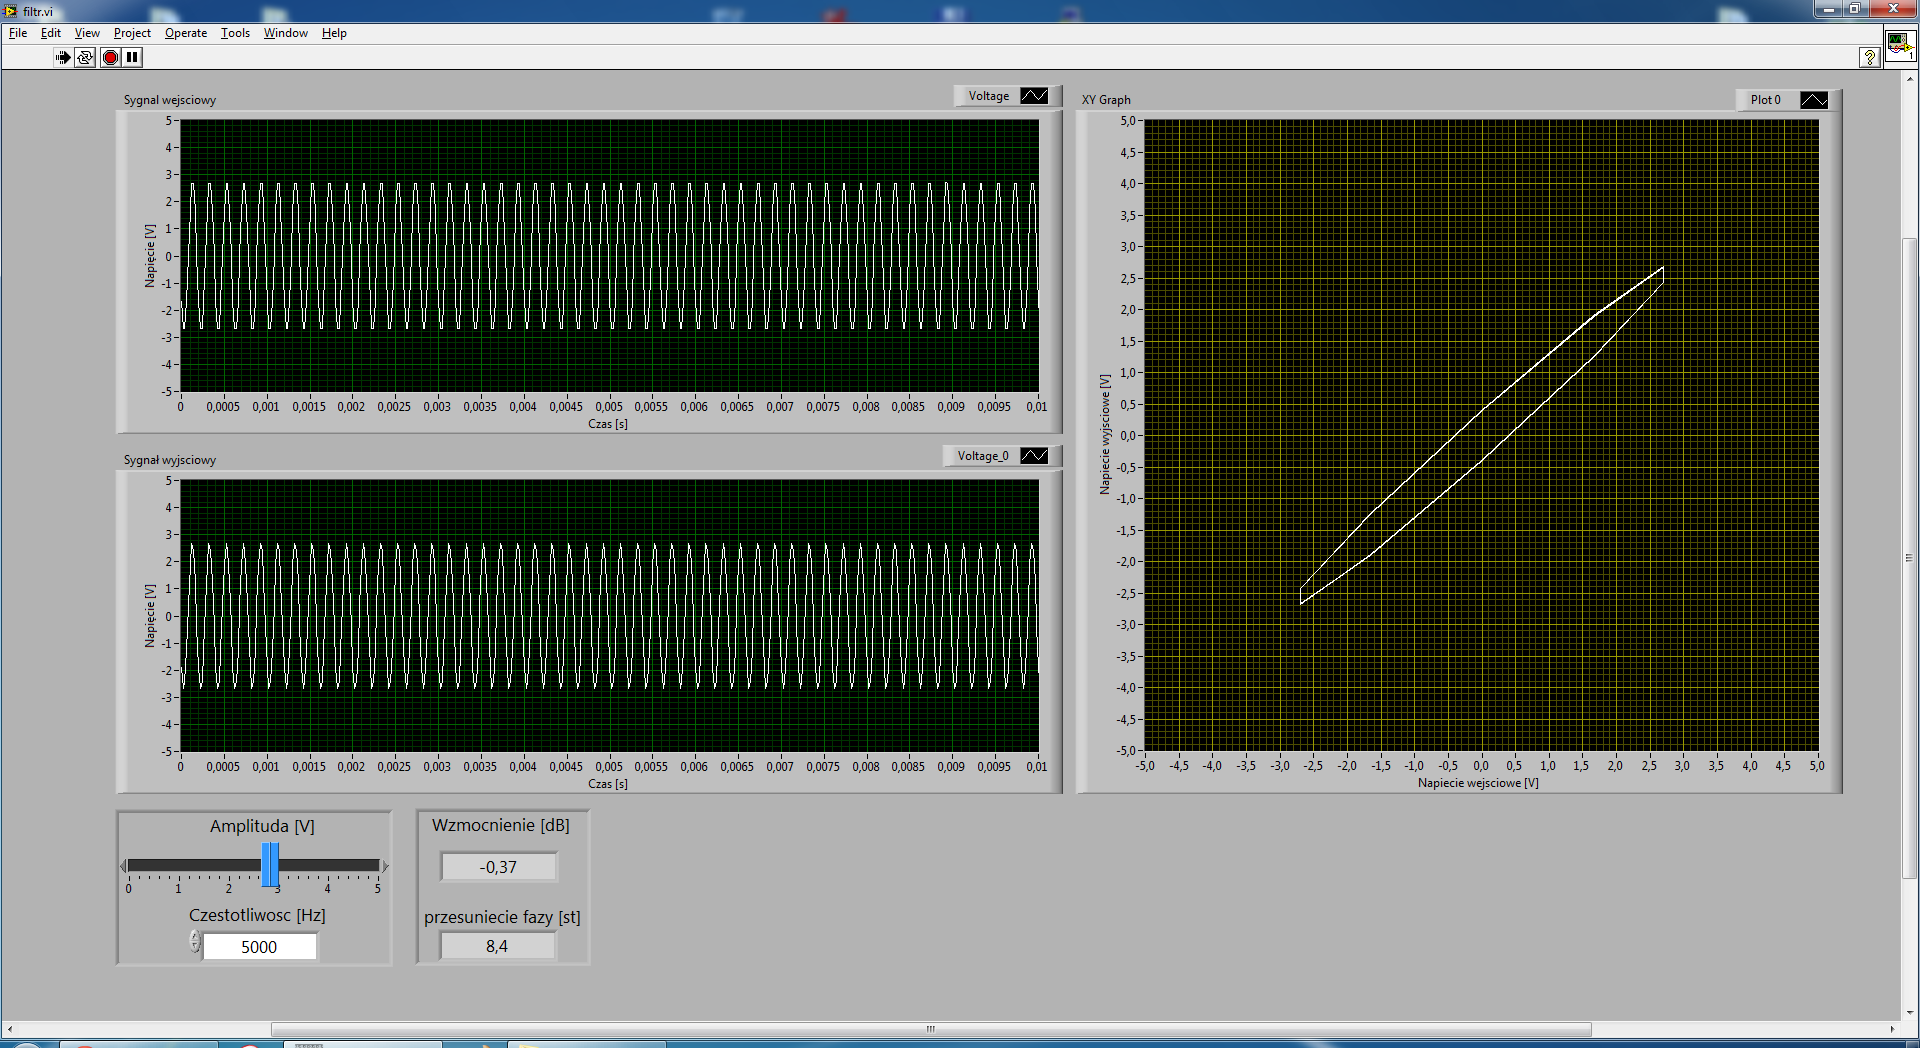 filtr.vi
File Edit View Project Operate Tools Window Help
?
1
Sygnal wejsciowy
Voltage
5
4
3
2
1
0
-1
-2
-3
-4
-5
Napięcie [V]
0 0,0005 0,001 0,0015 0,002 0,0025 0,003 0,0035 0,004 0,0045 0,005 0,0055 0,006 0,0065 0,007 0,0075 0,008 0,0085 0,009 0,0095 0,01
Czas [s]
Sygnał wyjsciowy
Voltage_0
5
4
3
2
1
0
-1
-2
-3
-4
-5
Napięcie [V]
0 0,0005 0,001 0,0015 0,002 0,0025 0,003 0,0035 0,004 0,0045 0,005 0,0055 0,006 0,0065 0,007 0,0075 0,008 0,0085 0,009 0,0095 0,01
Czas [s]
XY Graph
Plot 0
5,0
4,5
4,0
3,5
3,0
2,5
2,0
1,5
1,0
0,5
0,0
-0,5
-1,0
-1,5
-2,0
-2,5
-3,0
-3,5
-4,0
-4,5
-5,0
Napiecie wyjsciowe [V]
-5,0 -4,5 -4,0 -3,5 -3,0 -2,5 -2,0 -1,5 -1,0 -0,5 0,0 0,5 1,0 1,5 2,0 2,5 3,0 3,5 4,0 4,5 5,0
Napiecie wejsciowe [V]
Amplituda [V]
0 1 2 3 4 5
Czestotliwosc [Hz]
5000
Wzmocnienie [dB]
-0,37
przesuniecie fazy [st]
8,4